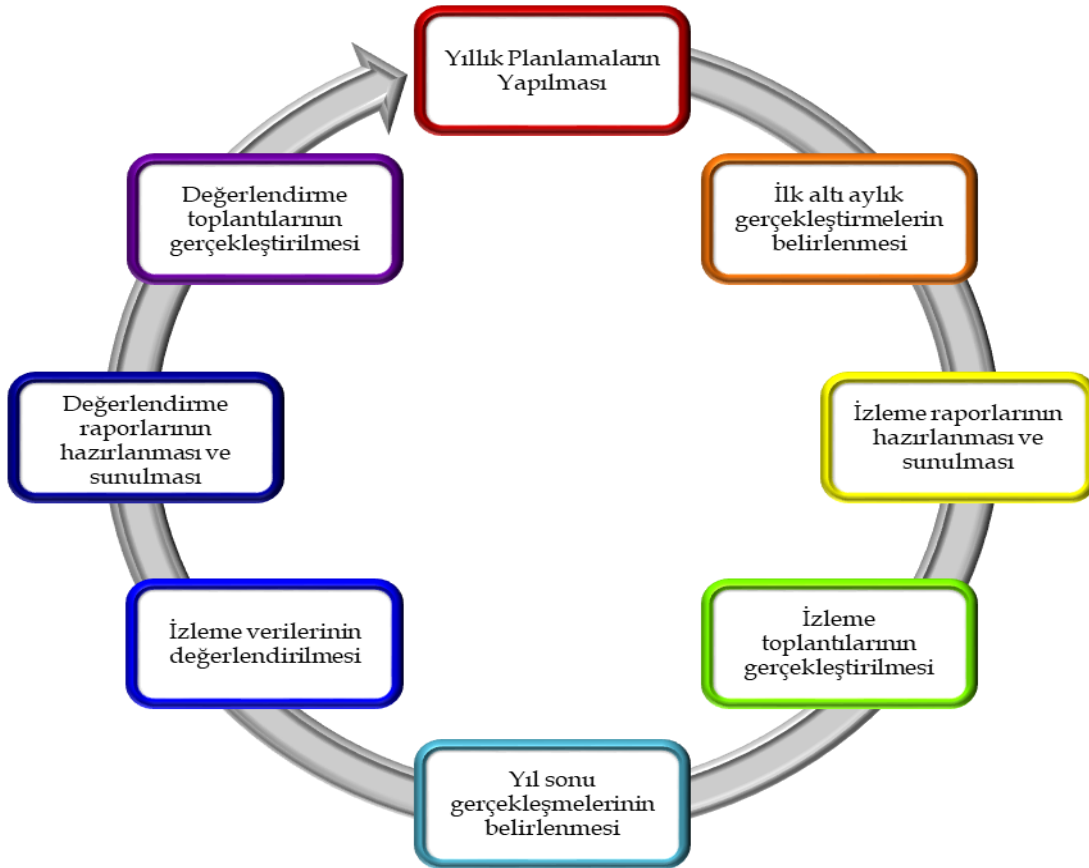 Yıllık Planlamaların
Yapılması
İlk altı aylık
gerçekleştirmelerin
belirlenmesi
İzleme raporlarının
hazırlanması ve
sunulması
İzleme
toplantılarının
gerçekleştirilmesi
Yıl sonu
gerçekleşmelerinin
belirlenmesi
İzleme verilerinin
değerlendirilmesi
Değerlendirme
raporlarının
hazırlanması ve
sunulması
Değerlendirme
toplantılarının
gerçekleştirilmesi